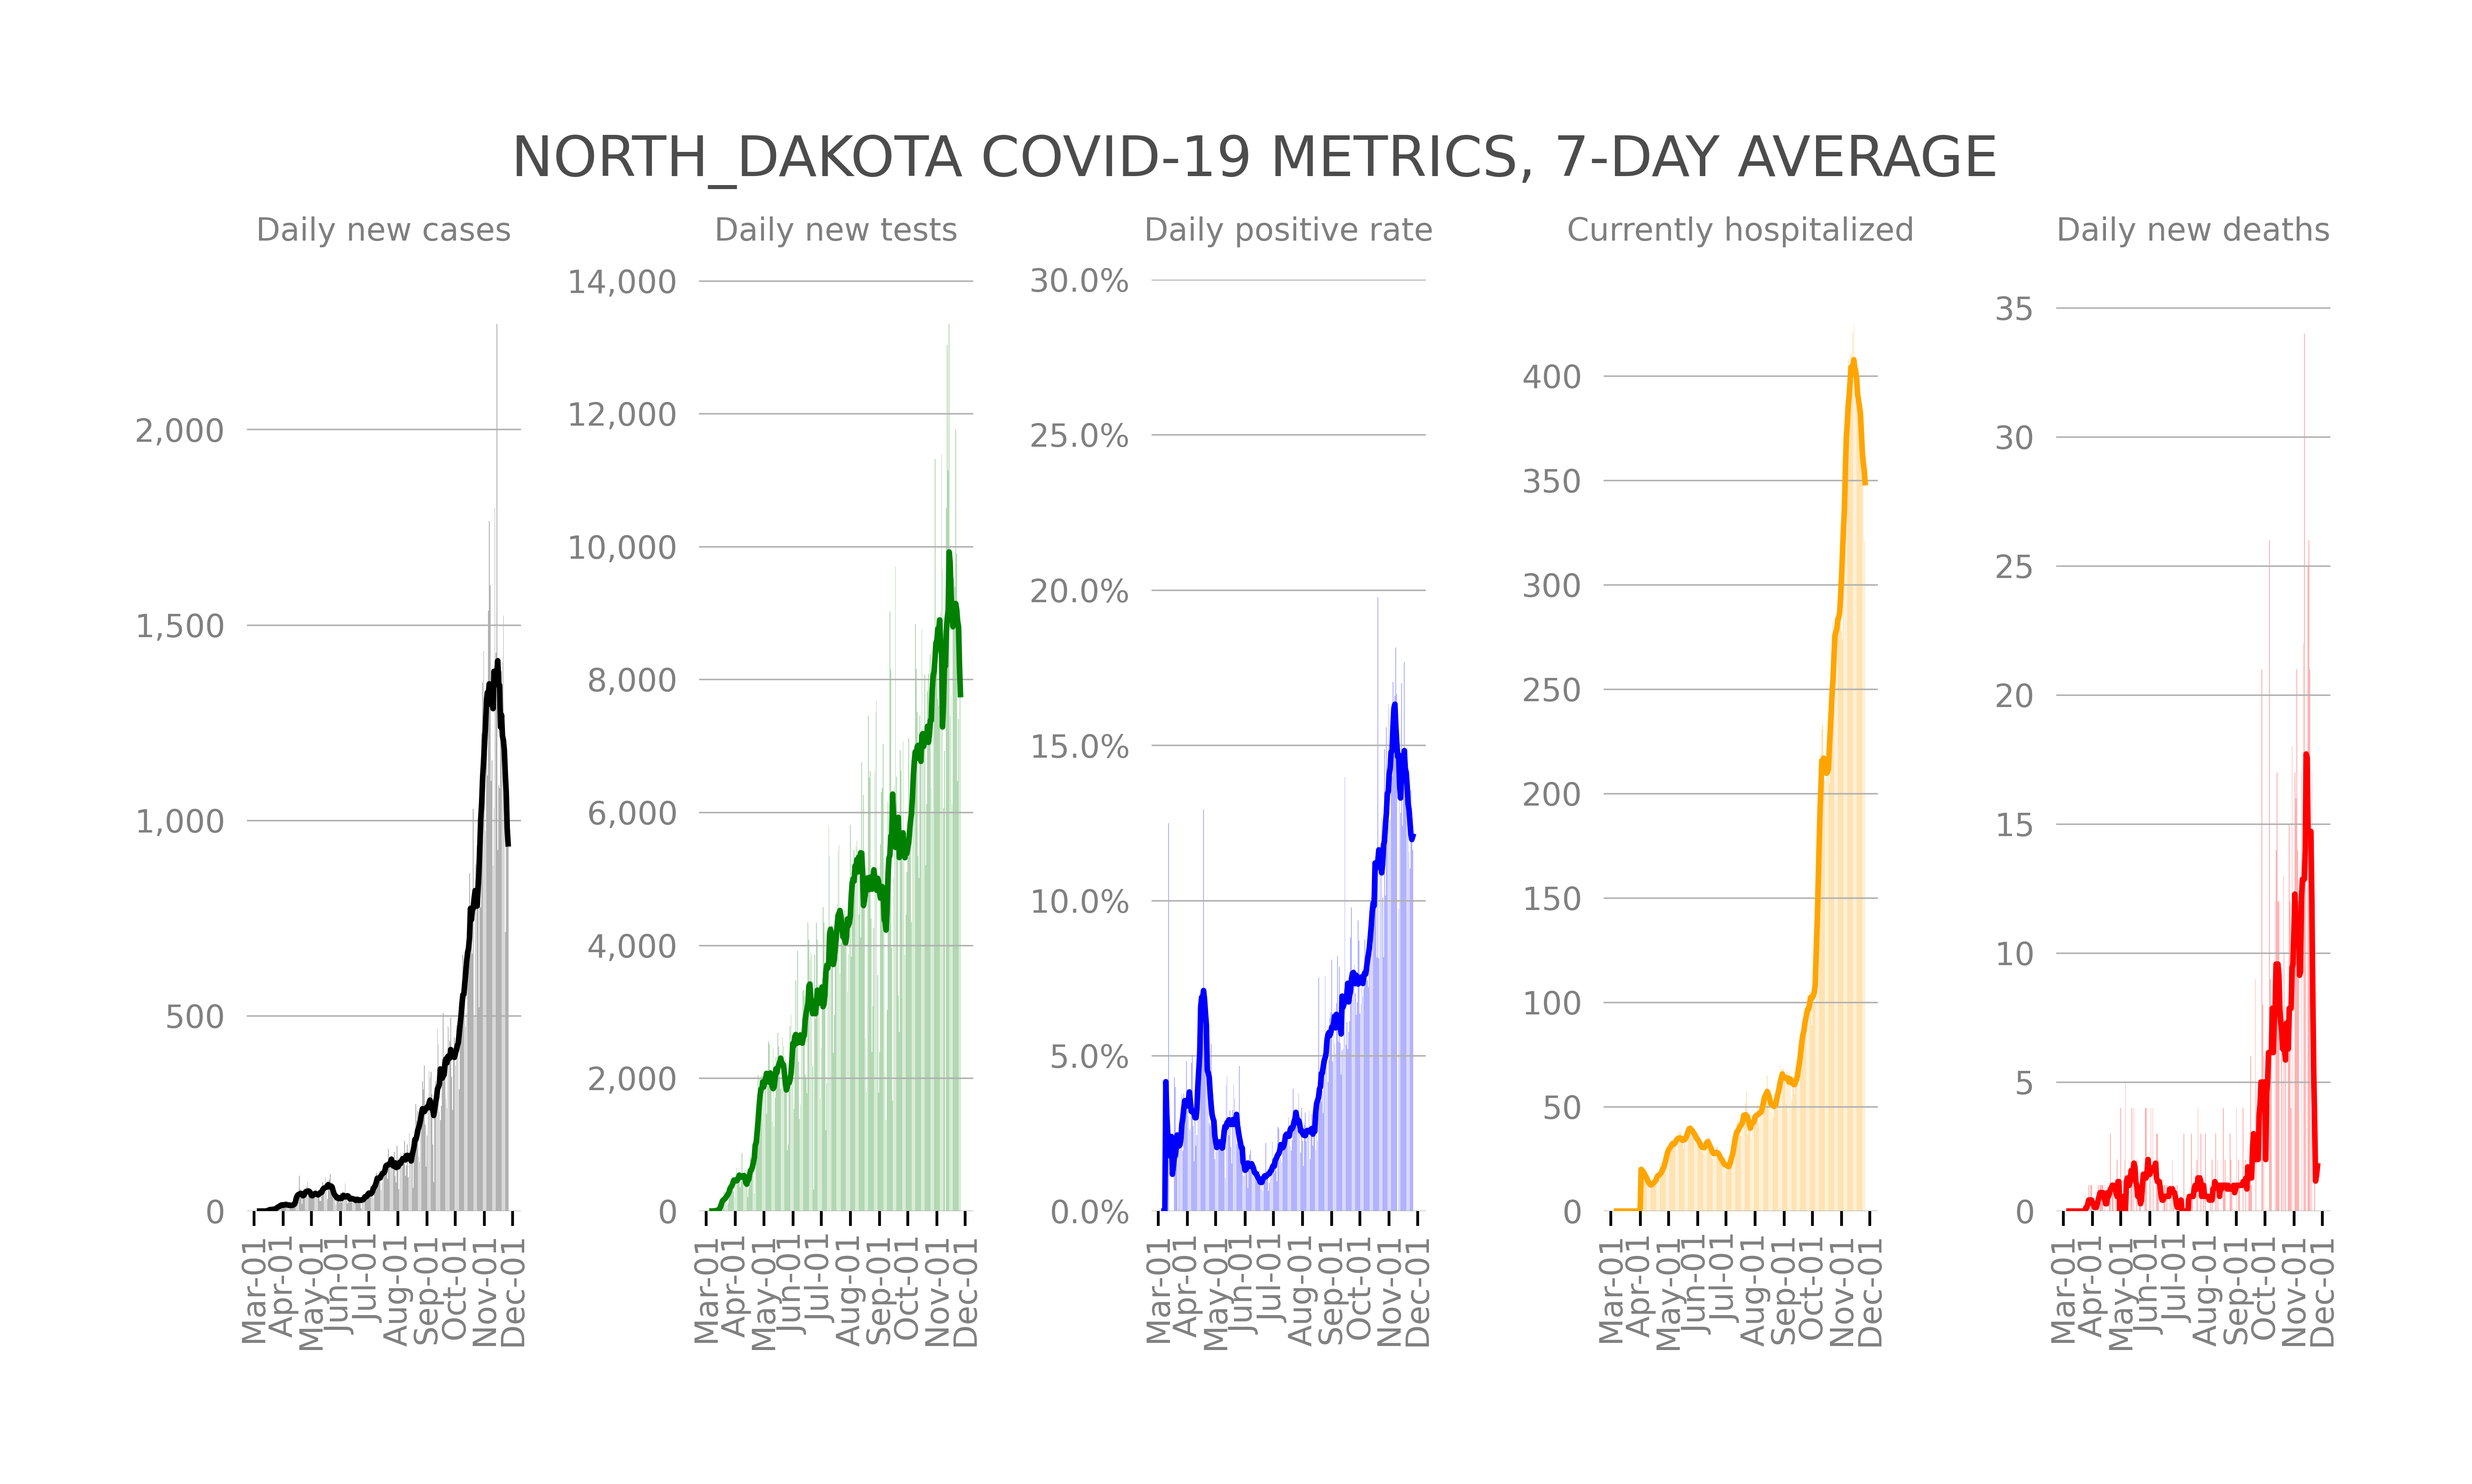 NORTH_DAKOTA COVID-19 METRICS, 7-DAY AVERAGE
Daily new cases
2,000
1,500
1,000
500
0
Mar-01
Apr-01
May-01
Jun-01
Jul-01
Aug-01
Sep-01
Oct-01
Nov-01
Dec-01
Daily new tests
14,000
12,000
10,000
8,000
6,000
4,000
2,000
0
Mar-01
Apr-01
May-01
Jun-01
Jul-01
Aug-01
Sep-01
Oct-01
Nov-01
Dec-01
Daily positive rate
30.0%
25.0%
20.0%
15.0%
10.0%
5.0%
0.0%
Mar-01
Apr-01
May-01
Jun-01
Jul-01
Aug-01
Sep-01
Oct-01
Nov-01
Dec-01
Currently hospitalized
400
350
300
250
200
150
100
50
0
Mar-01
Apr-01
May-01
Jun-01
Jul-01
Aug-01
Sep-01
Oct-01
Nov-01
Dec-01
Daily new deaths
35
30
25
20
15
10
5
0
Mar-01
Apr-01
May-01
Jun-01
Jul-01
Aug-01
Sep-01
Oct-01
Nov-01
Dec-01